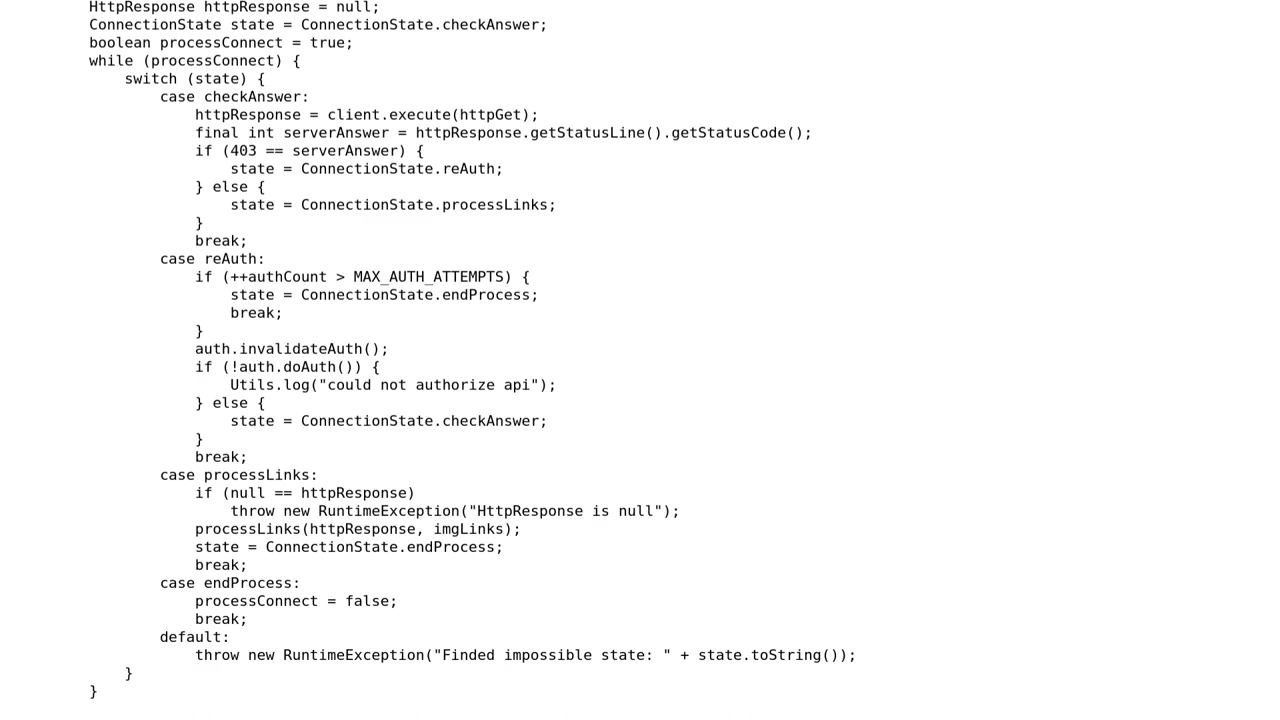 HttpResponse httpResponse = null;
ConnectionState state = ConnectionState.checkAnswer;
boolean processConnect = true;
while (processConnect) {
    switch (state) {
        case checkAnswer:
            httpResponse = client.execute(httpGet);
            final int serverAnswer = httpResponse.getStatusLine().getStatusCode();
            if (403 == serverAnswer) {
                state = ConnectionState.reAuth;
            } else {
                state = ConnectionState.processLinks;
            }
            break;
        case reAuth:
            if (++authCount > MAX_AUTH_ATTEMPTS) {
                state = ConnectionState.endProcess;
                break;
            }
            auth.invalidateAuth();
            if (!auth.doAuth()) {
                Utils.log("could not authorize api");
            } else {
                state = ConnectionState.checkAnswer;
            }
            break;
        case processLinks:
            if (null == httpResponse)
                throw new RuntimeException("HttpResponse is null");
            processLinks(httpResponse, imgLinks);
            state = ConnectionState.endProcess;
            break;
        case endProcess:
            processConnect = false;
            break;
        default:
            throw new RuntimeException("Finded impossible state: " + state.toString());
    }
}